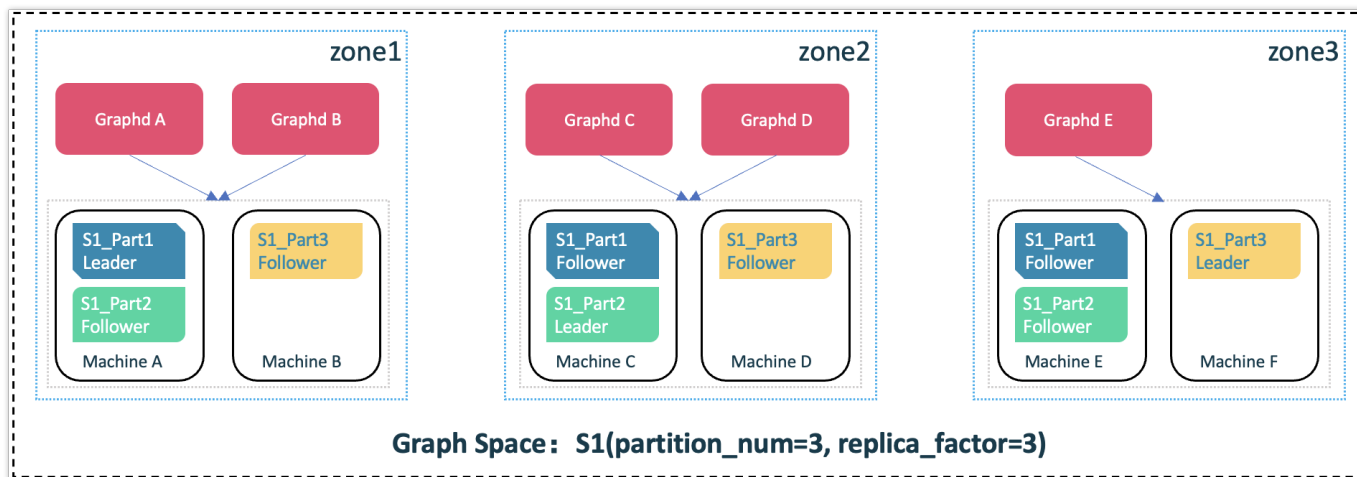 zone1
zone2
zone3
Graphd A
Graphd B
Graphd C
Graphd D
Graphd E
S1_Part1
Leader
S1_Part2
Follower
Machine A
S1_Part3
Follower
Machine B
S1_Part1
Follower
S1_Part2
Leader
Machine C
S1_Part3
Follower
Machine D
S1_Part1
Follower
S1_Part2
Follower
Machine E
S1_Part3
Leader
Machine F
Graph Space：S1(partition_num=3, replica_factor=3)